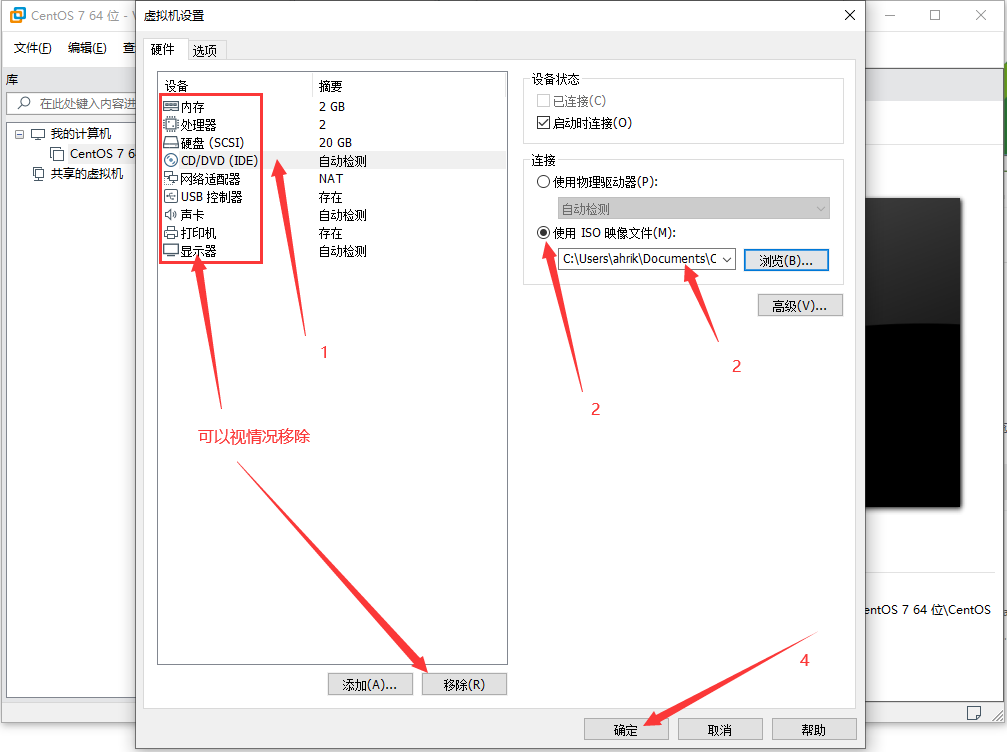 CentOS 7 64 位 - V
虚拟机设置
文件(F) 编辑(E) 查
硬件 选项
库
在此处键入内容进
我的计算机
CentOS 7 6
共享的虚拟机
设备 摘要
内存 2 GB
处理器 2
硬盘 (SCSI) 20 GB
CD/DVD (IDE) 自动检测
网络适配器 NAT
USB 控制器 存在
声卡 自动检测
打印机 存在
显示器 自动检测
设备状态
已连接(C)
启动时连接(O)
连接
使用物理驱动器(P):
自动检测
使用 ISO 映像文件(M):
C:\Users\ahrik\Documents\C
浏览(B)...
高级(V)...
1
2
2
可以视情况移除
entOS 7 64 位\CentOS
4
添加(A)... 移除(R)
确定 取消 帮助